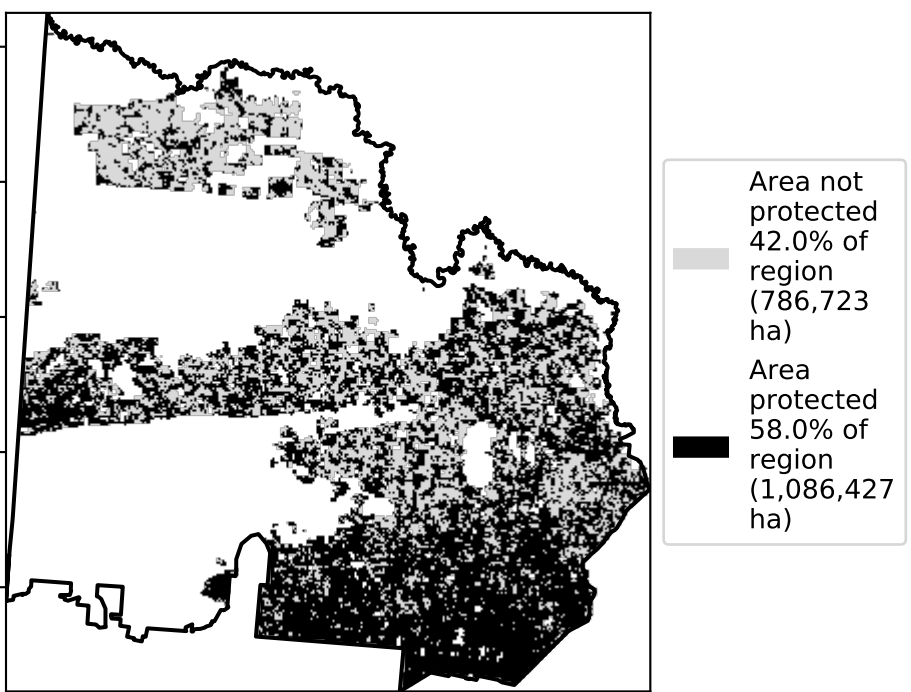 Area not
protected
42.0% of
region
(786,723
ha)
Area
protected
58.0% of
region
(1,086,427
ha)